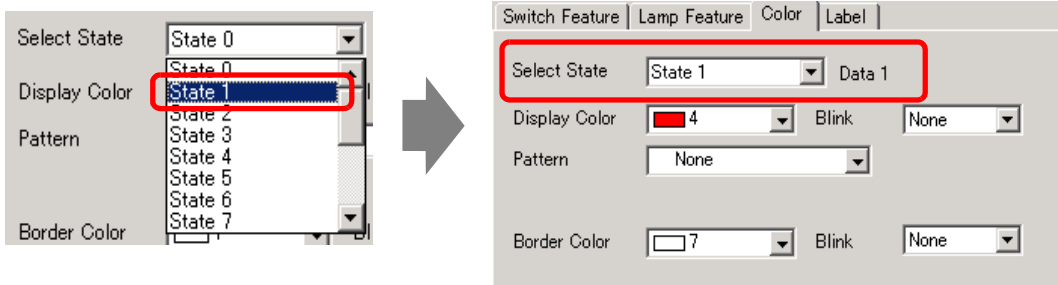 Select State State 0
State 0
Display Color State 1
State 2
Pattern State 3
State 4
State 5
State 6
State 7
Border Color
Switch Feature Lamp Feature Color Label
Select State State 1 Data 1
Display Color 4 Blink None
Pattern None
Border Color 7 Blink None